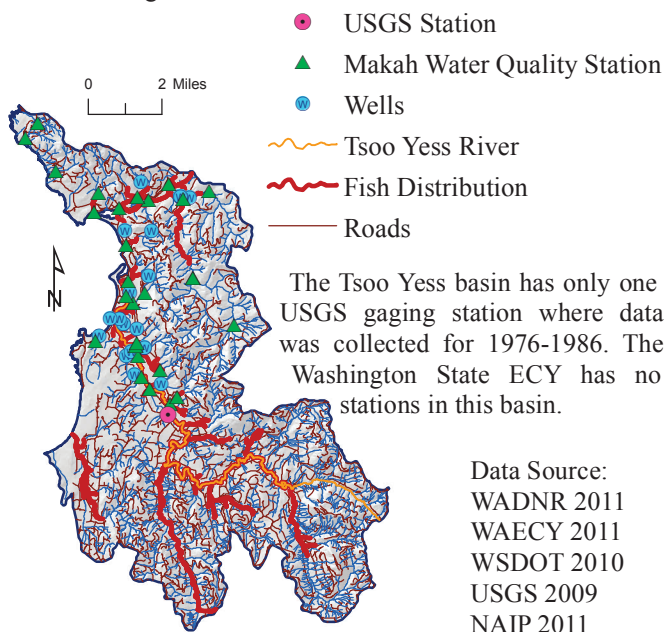 USGS Station
0 2 Miles
Makah Water Quality Station
W Wells
Tsoo Yess River
Fish Distribution
Roads
N
The Tsoo Yess basin has only one
USGS gaging station where data
was collected for 1976-1986. The
Washington State ECY has no
stations in this basin.
Data Source:
WADNR 2011
WAECY 2011
WSDOT 2010
USGS 2009
NAIP 2011